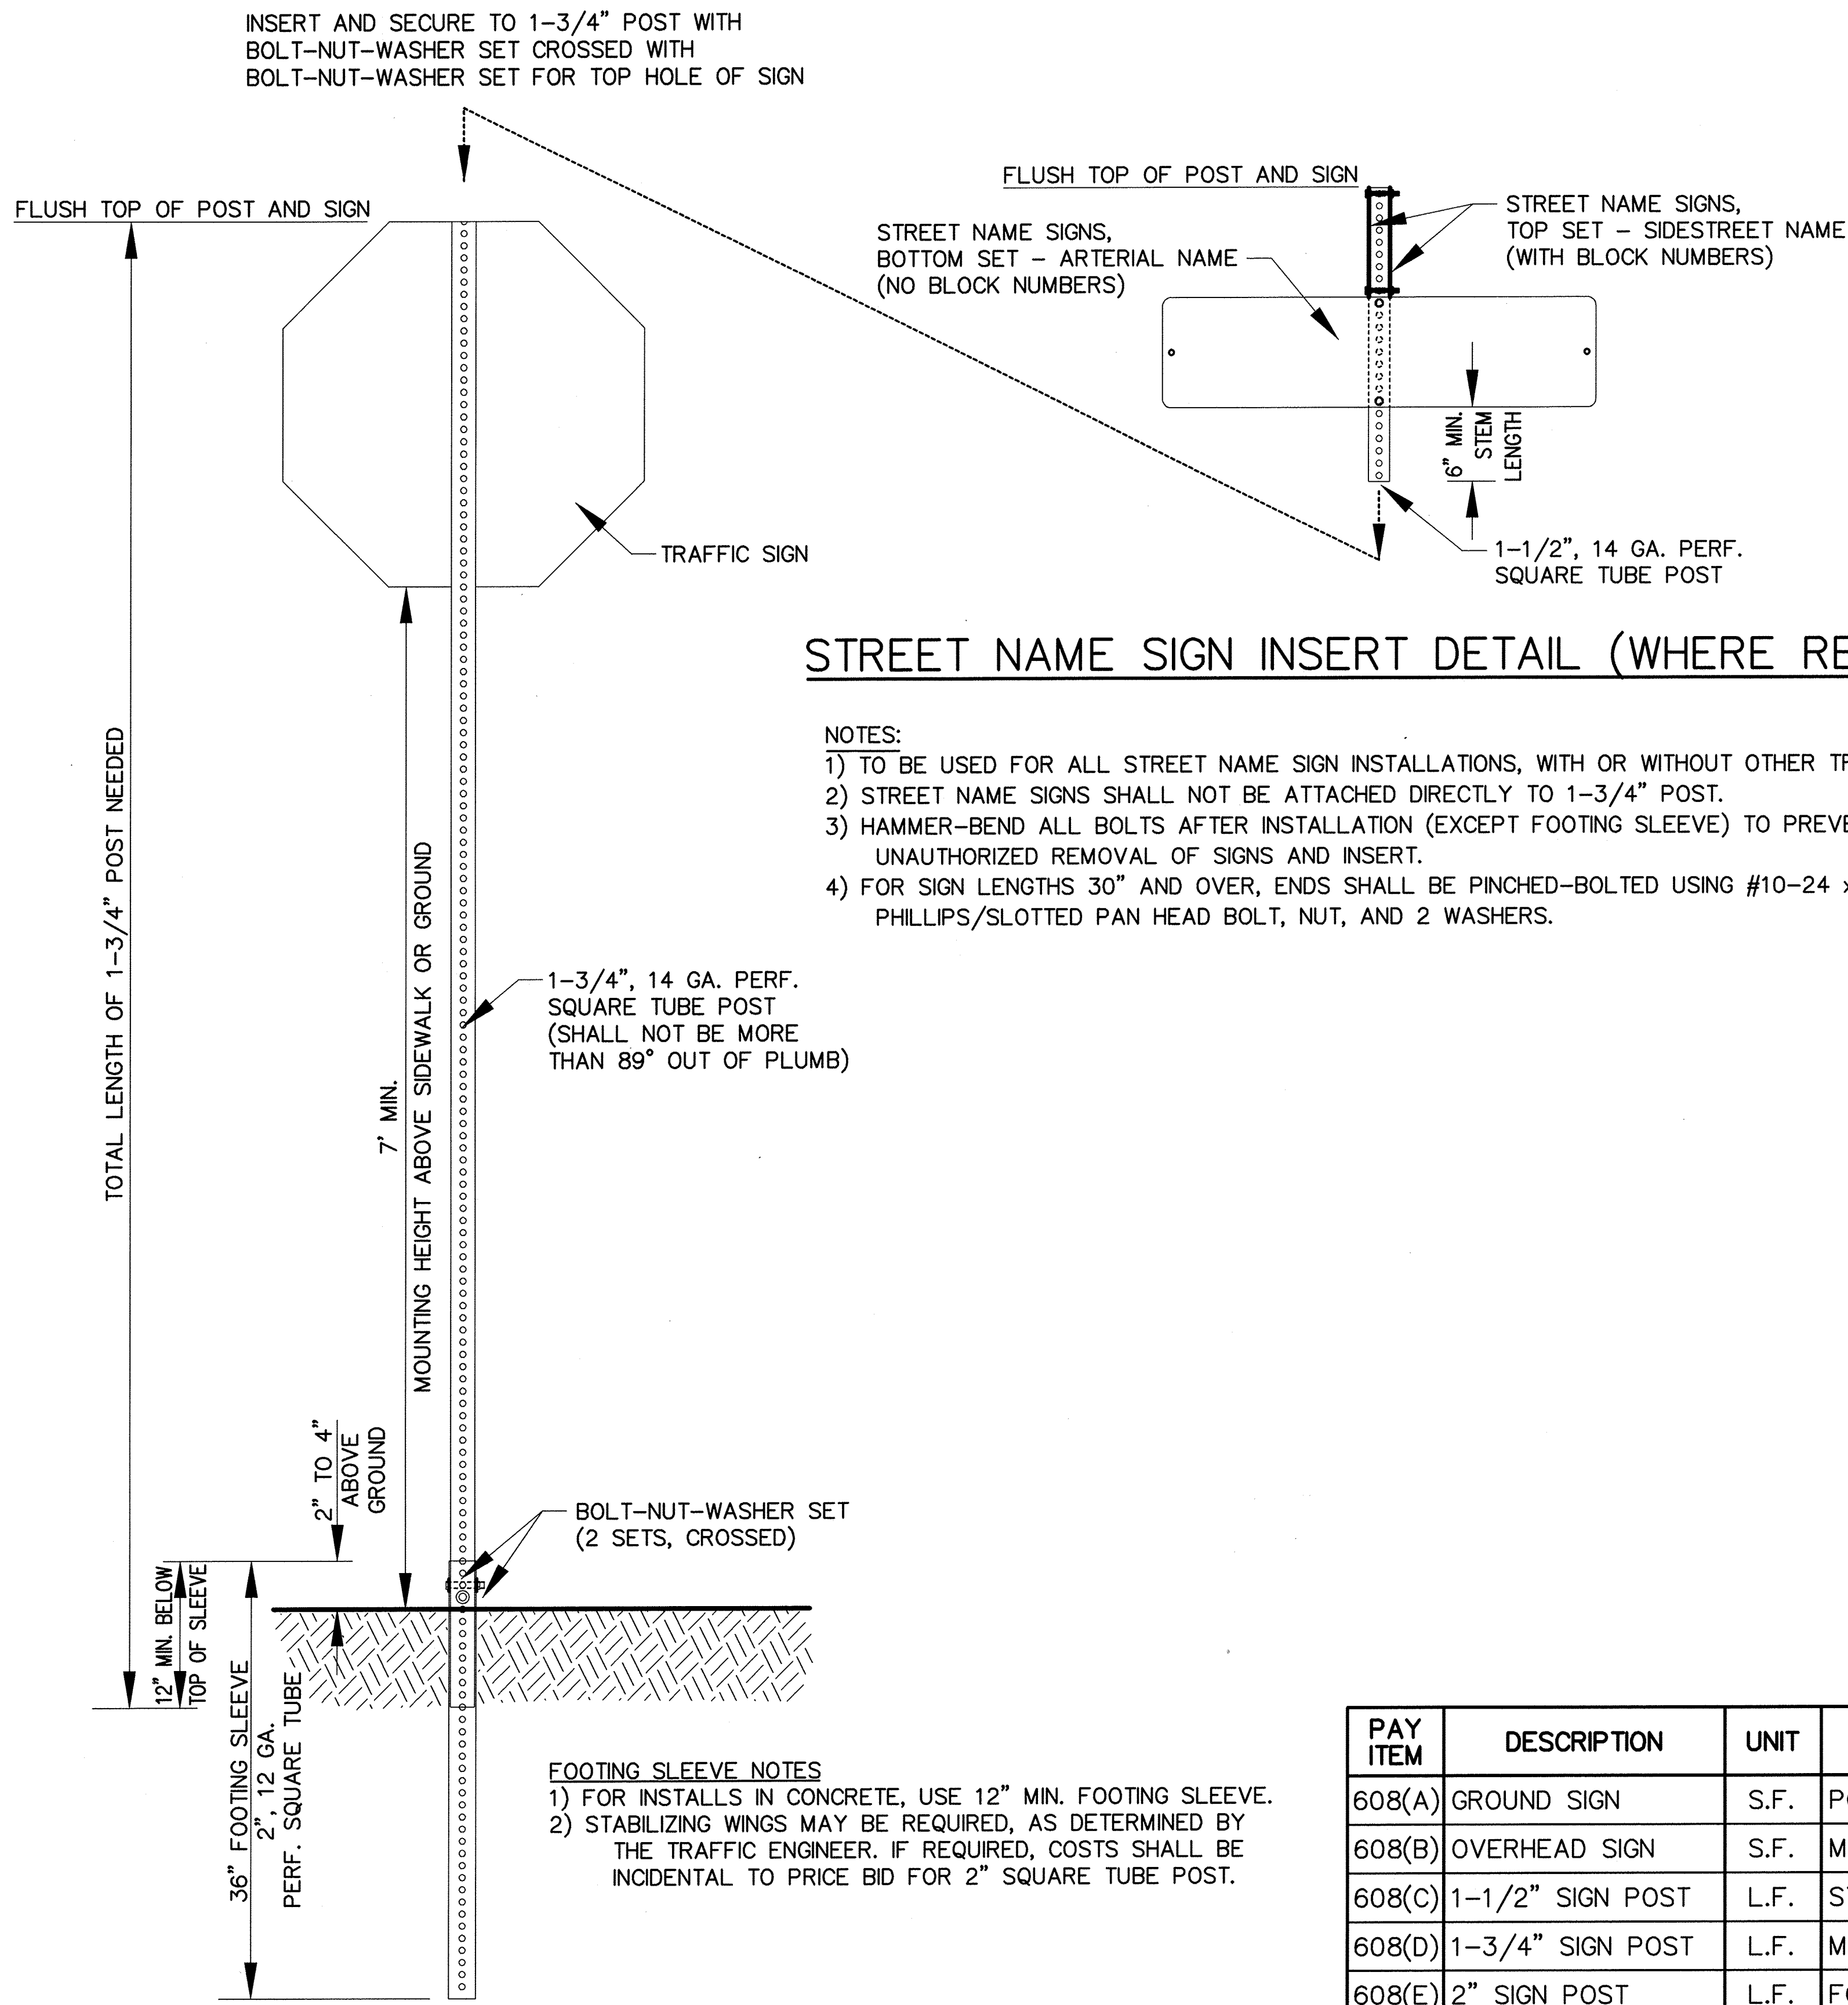 INSERT AND SECURE TO 1-3/4" POST WITH
BOLT-NUT-WASHER SET CROSSED WITH
BOLT-NUT-WASHER SET FOR TOP HOLE OF SIGN
FLUSH TOP OF POST AND SIGN
TRAFFIC SIGN
TOTAL LENGTH OF 1-3/4" POST NEEDED
7' MIN.
MOUNTING HEIGHT ABOVE SIDEWALK OR GROUND
1-3/4", 14 GA. PERF.
SQUARE TUBE POST
(SHALL NOT BE MORE
THAN 89° OUT OF PLUMB)
2" TO 4"
ABOVE
GROUND
BOLT-NUT-WASHER SET
(2 SETS, CROSSED)
12" MIN. BELOW
TOP OF SLEEVE
36" FOOTING SLEEVE
2", 12 GA.
PERF. SQUARE TUBE
FLUSH TOP OF POST AND SIGN
STREET NAME SIGNS,
TOP SET - SIDESTREET NAME
(WITH BLOCK NUMBERS)
STREET NAME SIGNS,
BOTTOM SET - ARTERIAL NAME
(NO BLOCK NUMBERS)
6" MIN.
STEM
LENGTH
1-1/2", 14 GA. PERF.
SQUARE TUBE POST
STREET NAME SIGN INSERT DETAIL (WHERE RE
NOTES:
1) TO BE USED FOR ALL STREET NAME SIGN INSTALLATIONS, WITH OR WITHOUT OTHER TR
2) STREET NAME SIGNS SHALL NOT BE ATTACHED DIRECTLY TO 1-3/4" POST.
3) HAMMER-BEND ALL BOLTS AFTER INSTALLATION (EXCEPT FOOTING SLEEVE) TO PREVE
UNAUTHORIZED REMOVAL OF SIGNS AND INSERT.
4) FOR SIGN LENGTHS 30" AND OVER, ENDS SHALL BE PINCHED-BOLTED USING #10-24 x
PHILLIPS/SLOTTED PAN HEAD BOLT, NUT, AND 2 WASHERS.
FOOTING SLEEVE NOTES
1) FOR INSTALLS IN CONCRETE, USE 12" MIN. FOOTING SLEEVE.
2) STABILIZING WINGS MAY BE REQUIRED, AS DETERMINED BY
THE TRAFFIC ENGINEER. IF REQUIRED, COSTS SHALL BE
INCIDENTAL TO PRICE BID FOR 2" SQUARE TUBE POST.
PAY ITEM DESCRIPTION UNIT
608(A) GROUND SIGN S.F.
608(B) OVERHEAD SIGN S.F. M
608(C) 1-1/2" SIGN POST L.F.
608(D) 1-3/4" SIGN POST L.F. M
608(E) 2" SIGN POST L.F.